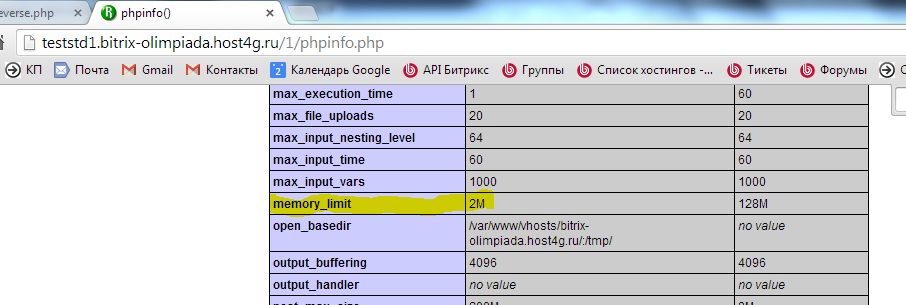 everse.php phpinfo()
teststd1.bitrix-olimpiada.host4g.ru/1/phpinfo.php
КП Почта Gmail Контакты 2 Календарь Google API Битрикс Группы Список хостингов -... Тикеты Форумы
max_execution_time 1 60
max_file_uploads 20 20
max_input_nesting_level 64 64
max_input_time 60 60
max_input_vars 1000 1000
memory_limit 2M 128M
open_basedir /var/www/vhosts/bitrix- no value
olimpiada.host4g.ru/:/tmp/
output_buffering 4096 4096
output_handler no value no value